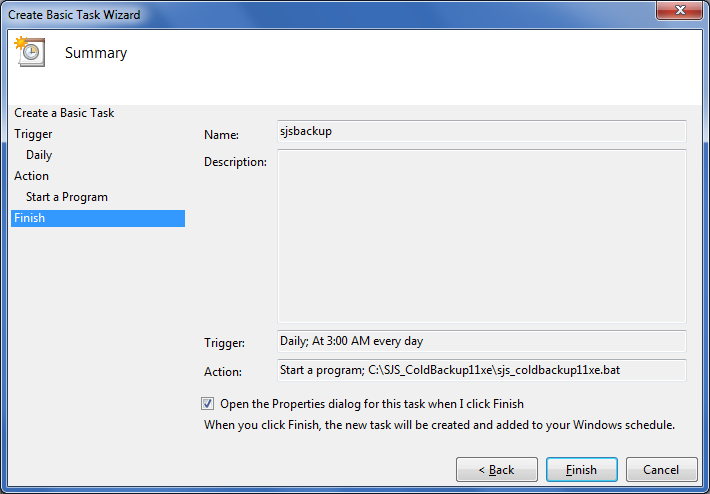 Create Basic Task Wizard
Summary
Create a Basic Task
Trigger
Daily
Action
Start a Program
Finish
Name: sjsbackup
Description:
Trigger: Daily; At 3:00 AM every day
Action: Start a program; C:\SJS_ColdBackup11xe\sjs_coldbackup11xe.bat
Open the Properties dialog for this task when I click Finish
When you click Finish, the new task will be created and added to your Windows schedule.
< Back Finish Cancel